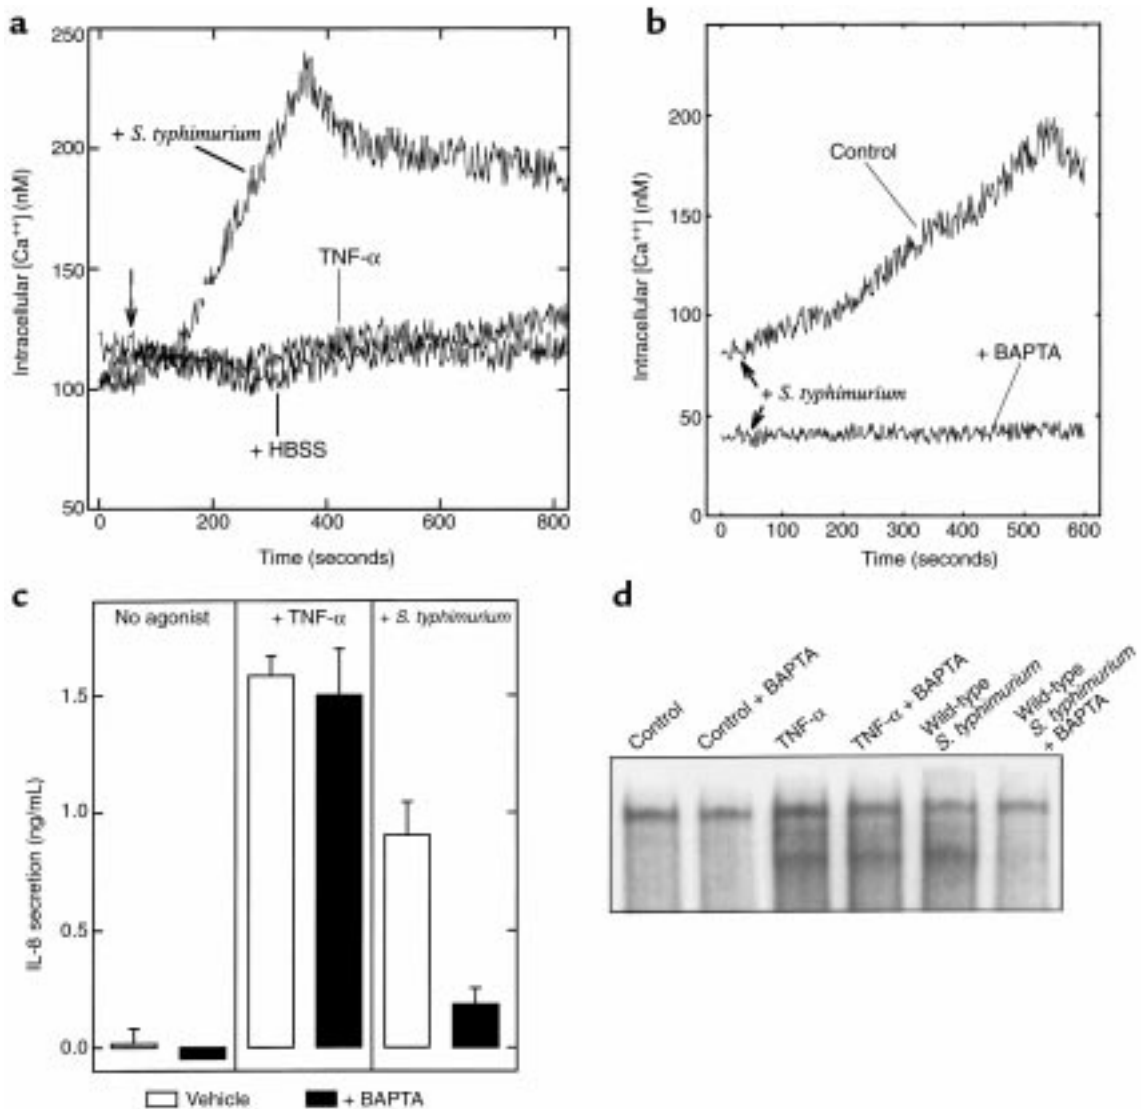 a
250
200
150
100
50
Intracellular [Ca++] (nM)
+ S. typhimurium
TNF-α
+ HBSS
0 200 400 600 800
Time (seconds)
b
200
150
100
50
0
Intracellular [Ca++] (nM)
Control
+ BAPTA
+ S. typhimurium
0 100 200 300 400 500 600
Time (seconds)
c
No agonist + TNF-α + S. typhimurium
1.5
1.0
0.5
0.0
IL-8 secretion (ng/mL)
Vehicle + BAPTA
d
Control
Control + BAPTA
TNF-α
TNF-α + BAPTA
Wild-type
S. typhimurium
Wild-type
S. typhimurium
+ BAPTA